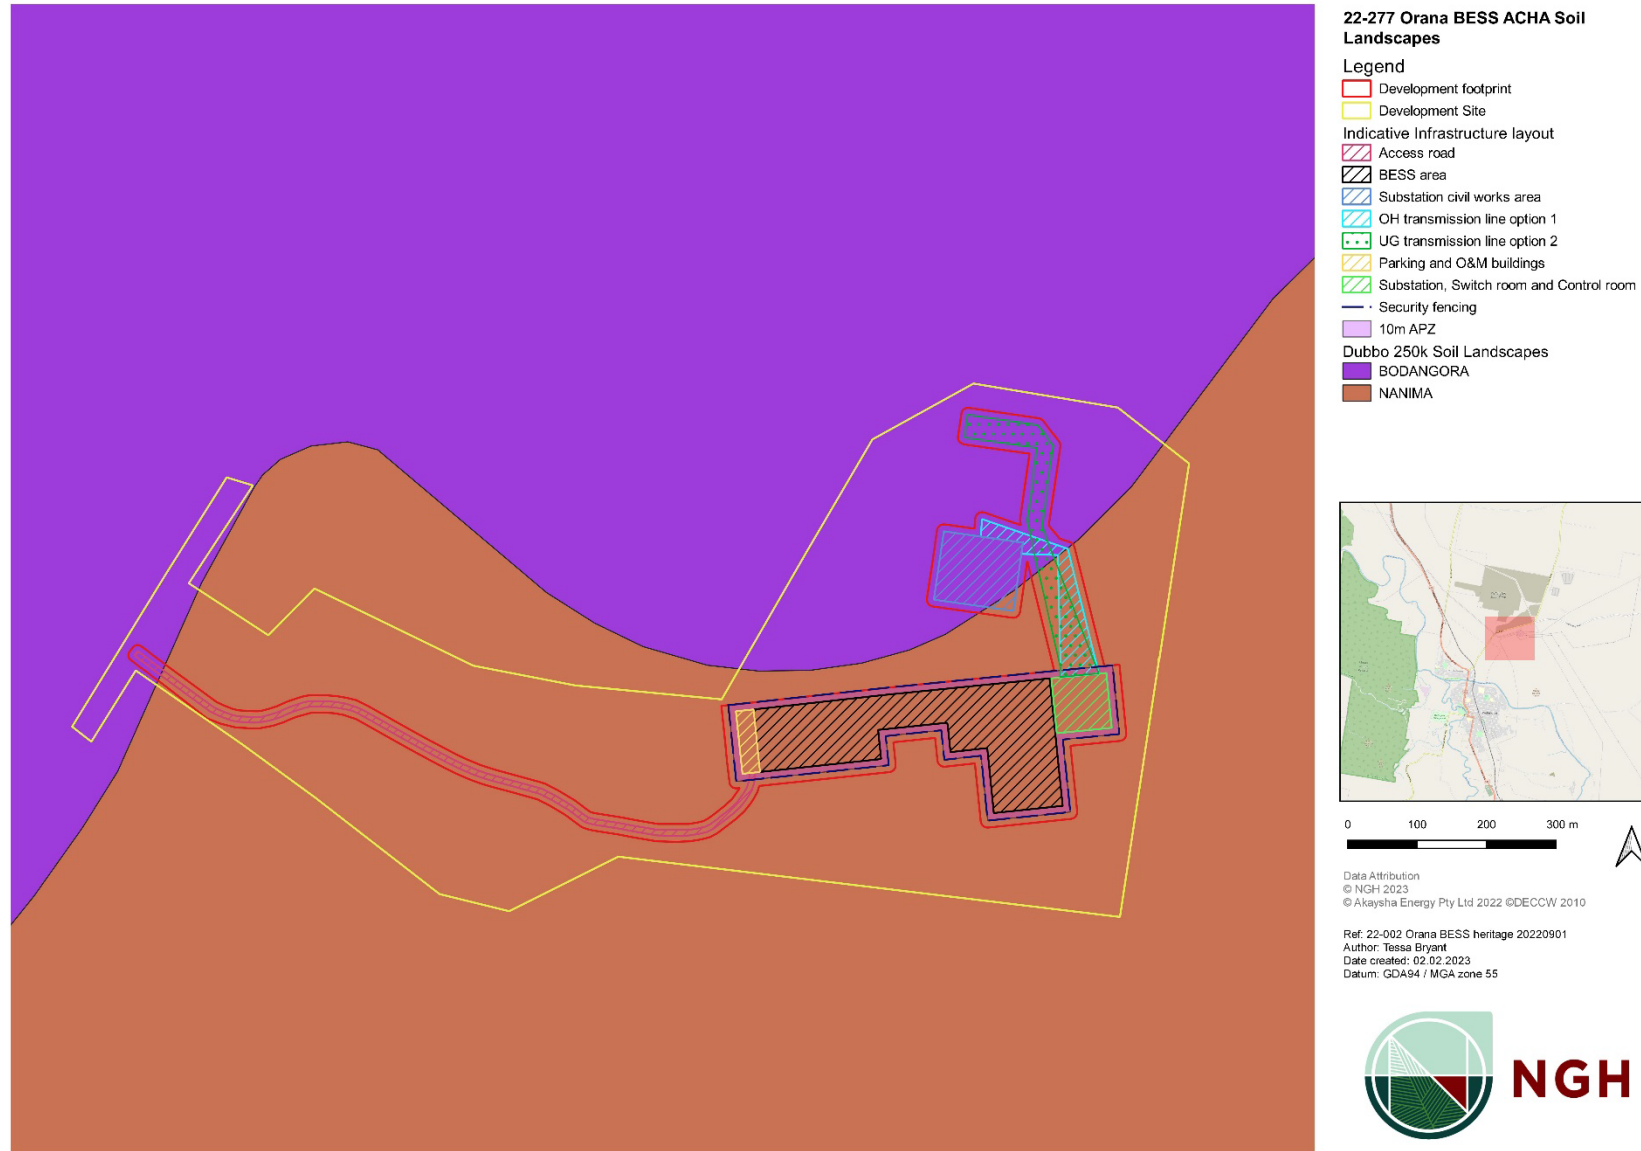 22-277 Orana BESS ACHA Soil
Landscapes
Legend
Development footprint
Development Site
Indicative Infrastructure layout
Access road
BESS area
Substation civil works area
OH transmission line option 1
UG transmission line option 2
Parking and O&M buildings
Substation, Switch room and Control room
Security fencing
10m APZ
Dubbo 250k Soil Landscapes
BODANGORA
NANIMA
0 100 200 300 m
Data Attribution
© NGH 2023
© Akaysha Energy Pty Ltd 2022 ©DECCW 2010
Ref: 22-002 Orana BESS heritage 20220901
Author: Tessa Bryant
Date created: 02.02.2023
Datum: GDA94 / MGA zone 55
NGH